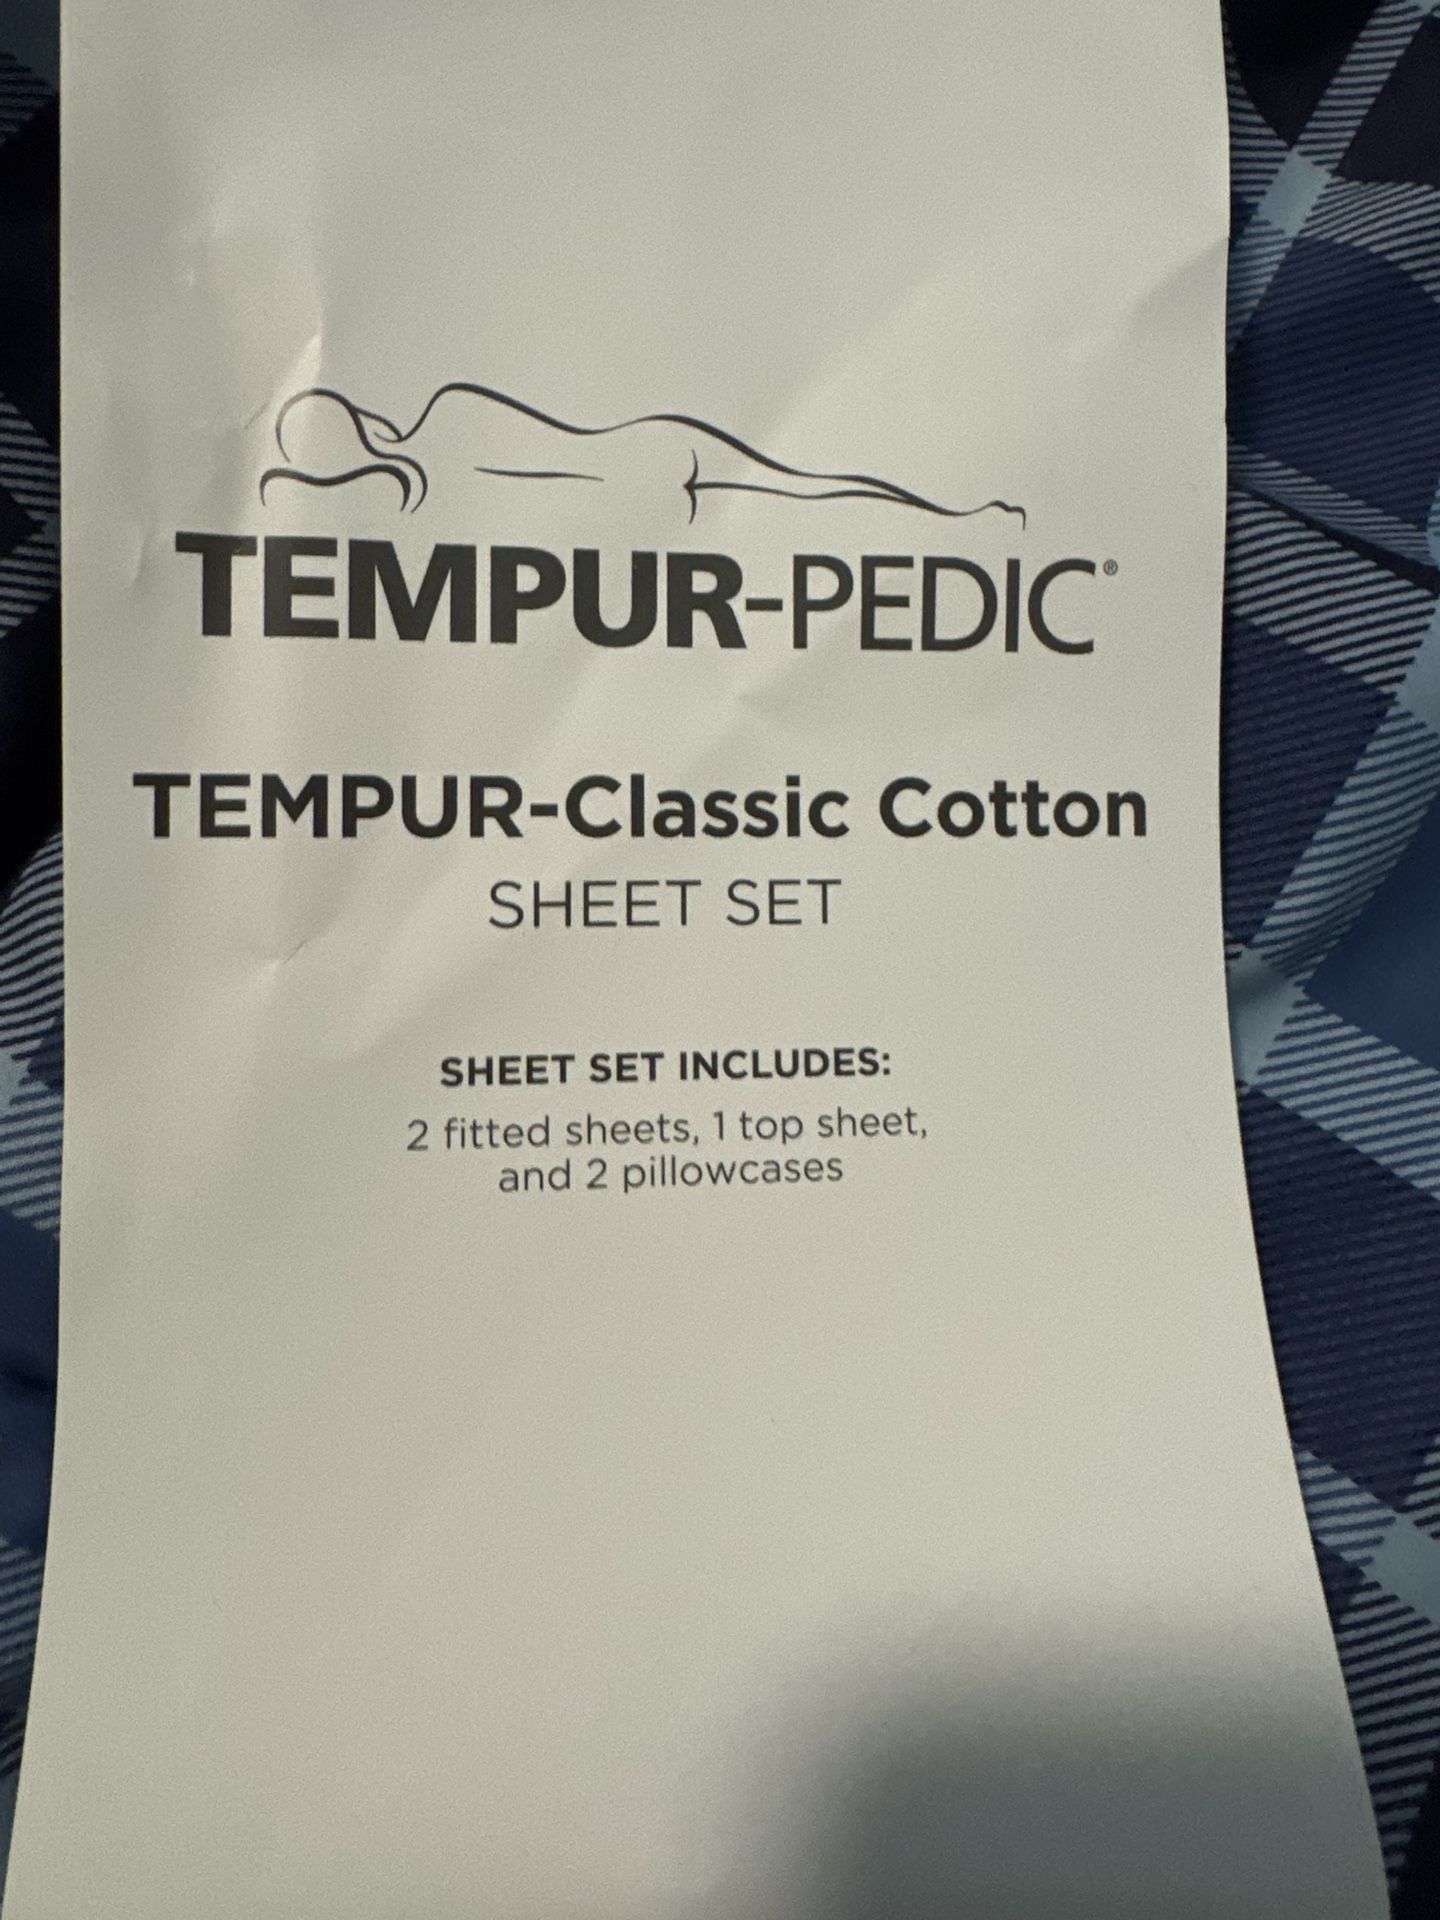 TEMPUR-PEDIC®
TEMPUR-Classic Cotton
SHEET SET
SHEET SET INCLUDES:
2 fitted sheets, 1 top sheet,
and 2 pillowcases